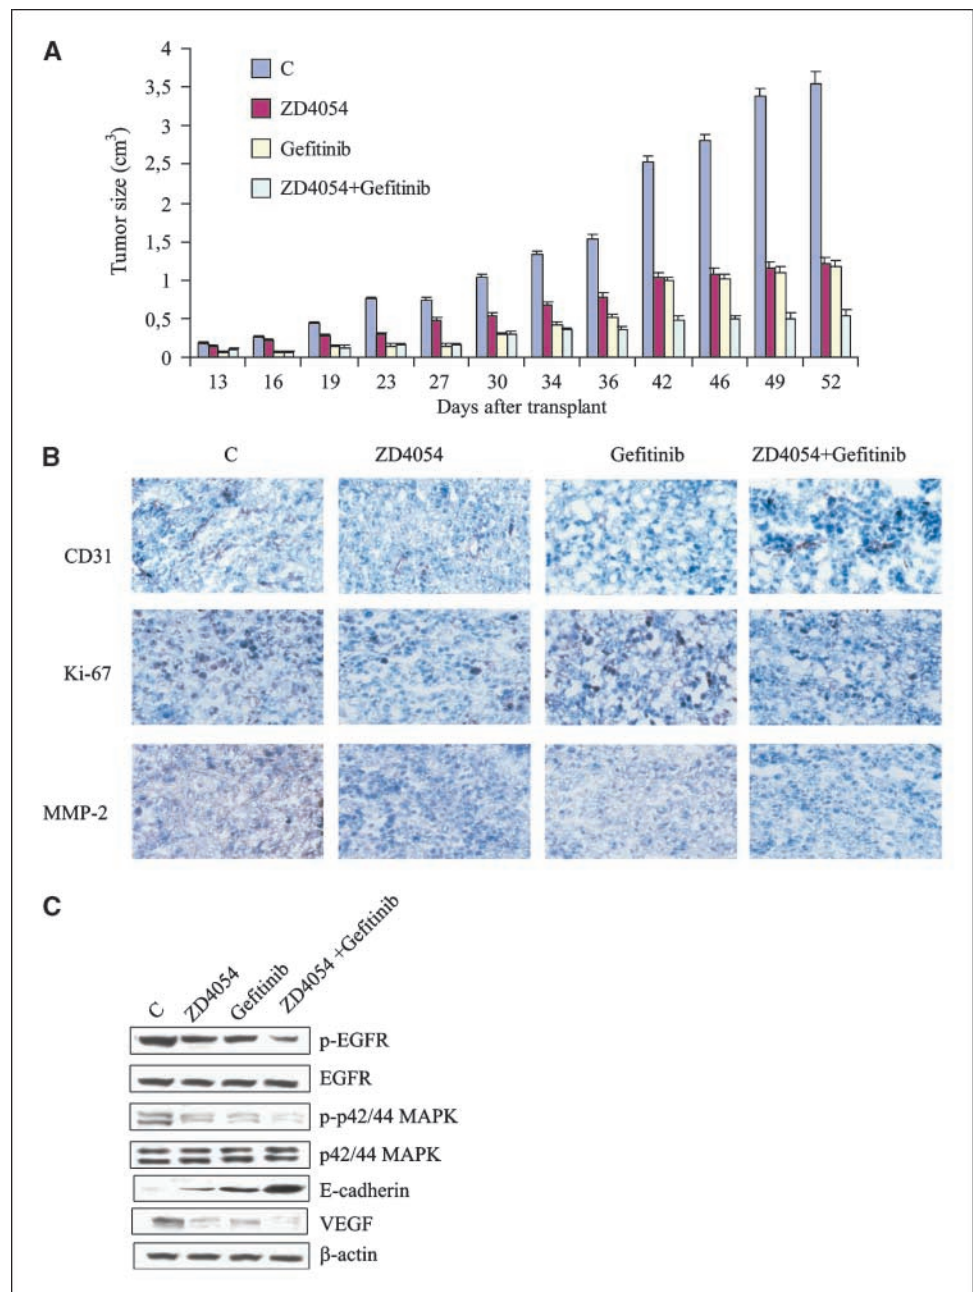 A
4
3,5
3
2,5
2
1,5
1
0,5
0
Tumor size (cm³)
C
ZD4054
Gefitinib
ZD4054+Gefitinib
13 16 19 23 27 30 34 36 42 46 49 52
Days after transplant
B
C ZD4054 Gefitinib ZD4054+Gefitinib
CD31
Ki-67
MMP-2
C
C ZD4054 Gefitinib ZD4054 +Gefitinib
p-EGFR
EGFR
p-p42/44 MAPK
p42/44 MAPK
E-cadherin
VEGF
β-actin